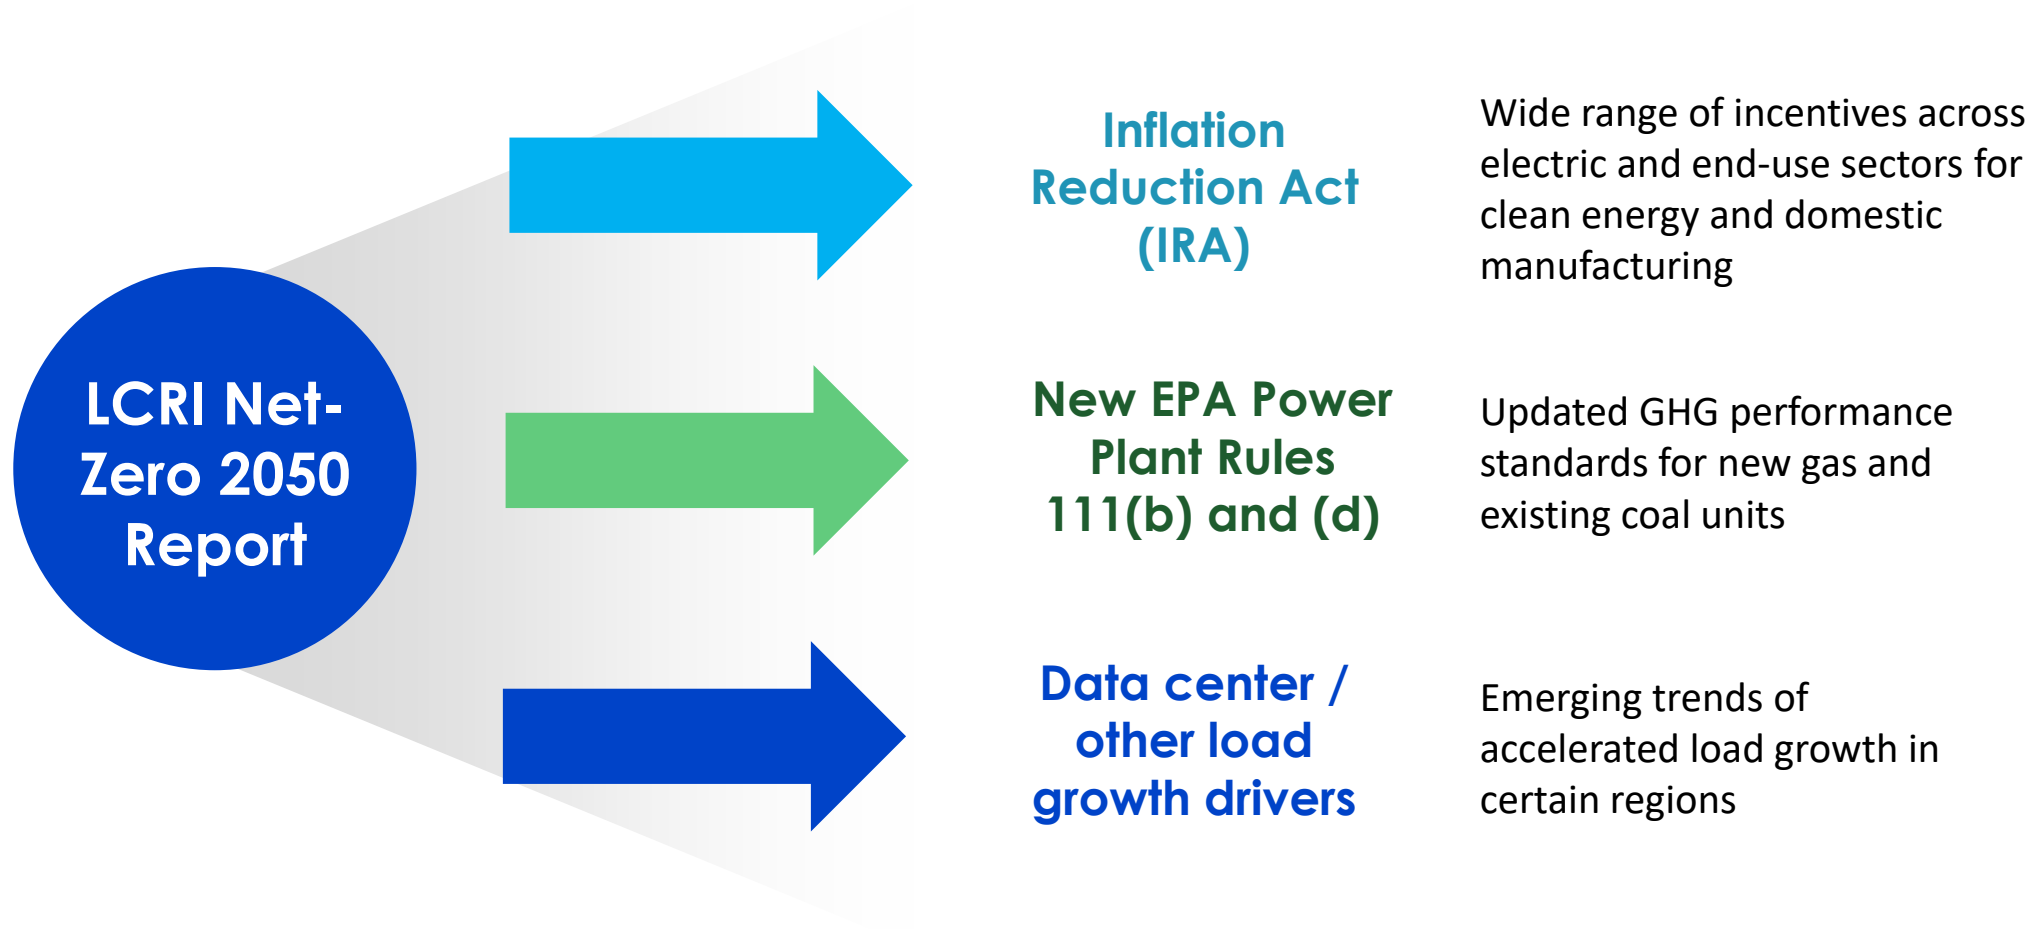 LCRI Net-
Zero 2050
Report
Inflation
Reduction Act
(IRA)
Wide range of incentives across
electric and end-use sectors for
clean energy and domestic
manufacturing
New EPA Power
Plant Rules
111(b) and (d)
Updated GHG performance
standards for new gas and
existing coal units
Data center /
other load
growth drivers
Emerging trends of
accelerated load growth in
certain regions